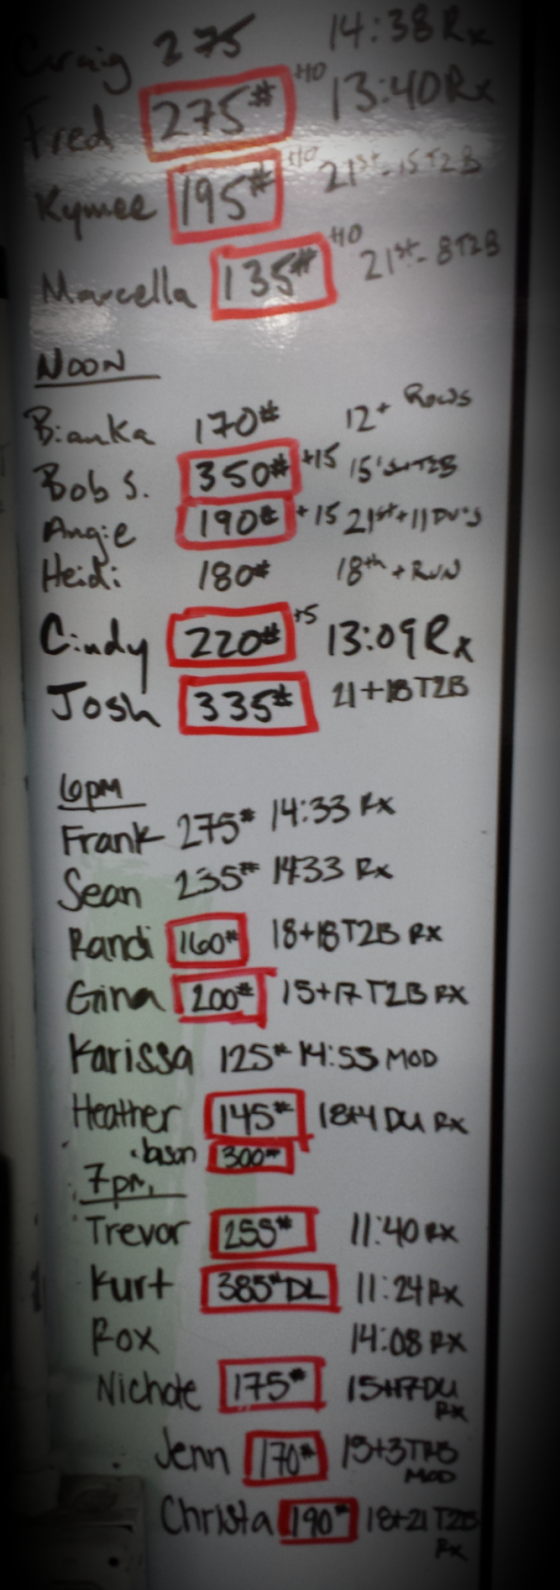 Craig 275 14:38 Rx
Fred 275# +10 13:40 Rx
Kymee 195# +10 21st - 15 T2B
Marcella 135# +10 21st - 8 T2B
NOON
Bianka 170# 12+ Rows
Bob S. 350# +15 15's+T2B
Angie 190# +15 21st+11 DU's
Heidi 180# 18th + RUN
Cindy 220# +5 13:09 Rx
Josh 335# 21+18 T2B
6pm
Frank 275# 14:33 Rx
Sean 235# 1433 Rx
Randi 160# 18+18 T2B Rx
Gina 200# 15+17 T2B RX
Karissa 125# 14:55 MOD
Heather 145# 18+4 DU Rx
Jason 300#
7pm
Trevor 255# 11:40 RX
Kurt 385# DL 11:24 RX
Rox 14:08 RX
Nichole 175# 15+17 DU
RX
Jenn 170# 15+3 T2B
MOD
Christa 190# 18+21 T2B
Rx